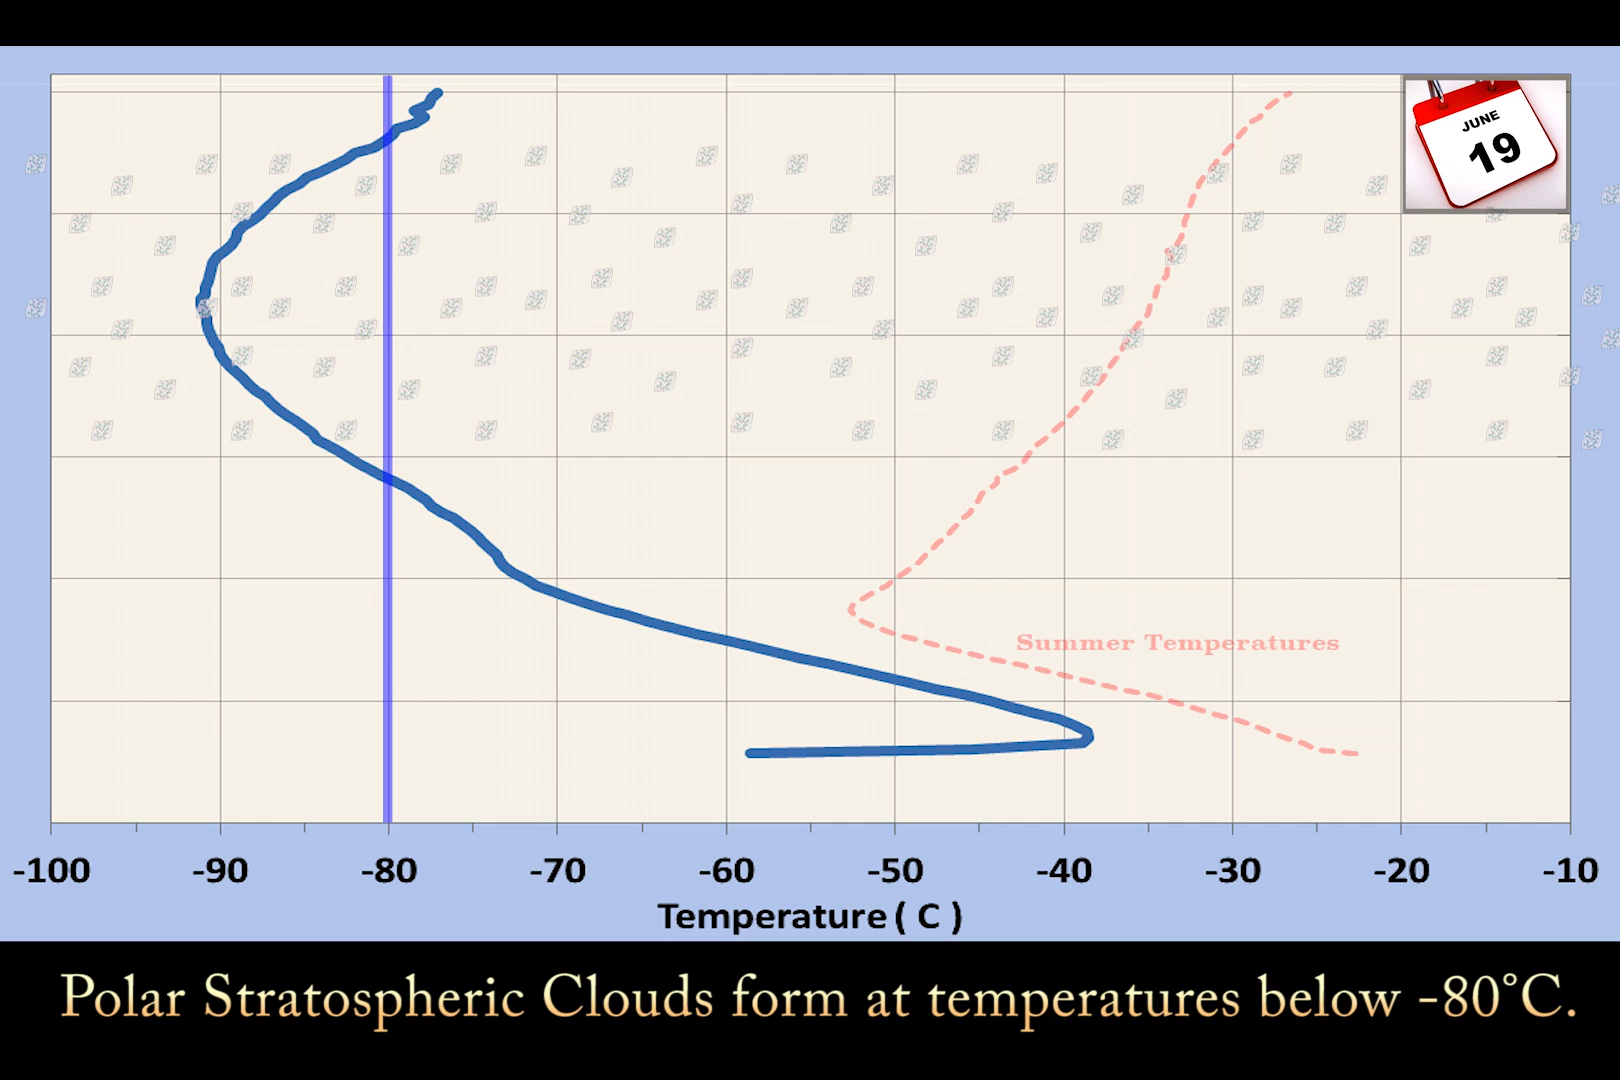 JUNE
19
Summer Temperatures
-100 -90 -80 -70 -60 -50 -40 -30 -20 -10
Temperature ( C )
Polar Stratospheric Clouds form at temperatures below -80°C.